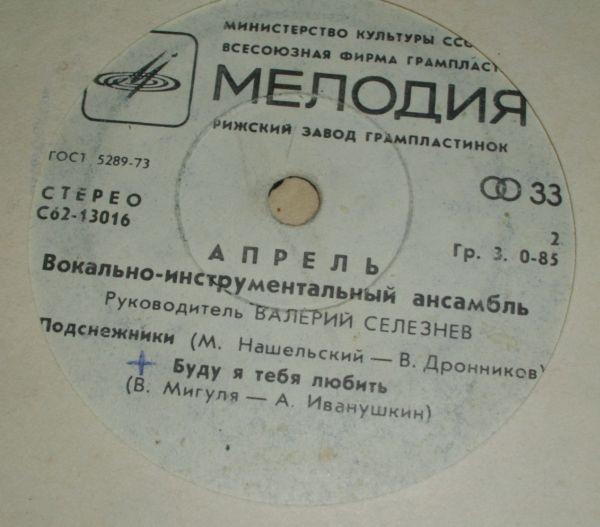 МИНИСТЕРСТВО КУЛЬТУРЫ ССС
ВСЕСОЮЗНАЯ ФИРМА ГРАМПЛАСТ
МЕЛОДИЯ
РИЖСКИЙ ЗАВОД ГРАМПЛАСТИНОК
ГОСТ 5289-73
СТЕРЕО
33
С62-13016
2
Гр. 3. 0-85
АПРЕЛЬ
Вокально-инструментальный ансамбль
Руководитель ВАЛЕРИЙ СЕЛЕЗНЕВ
Подснежники (М. Нашельский — В. Дронников)
+ Буду я тебя любить
(В. Мигуля — А. Иванушкин)